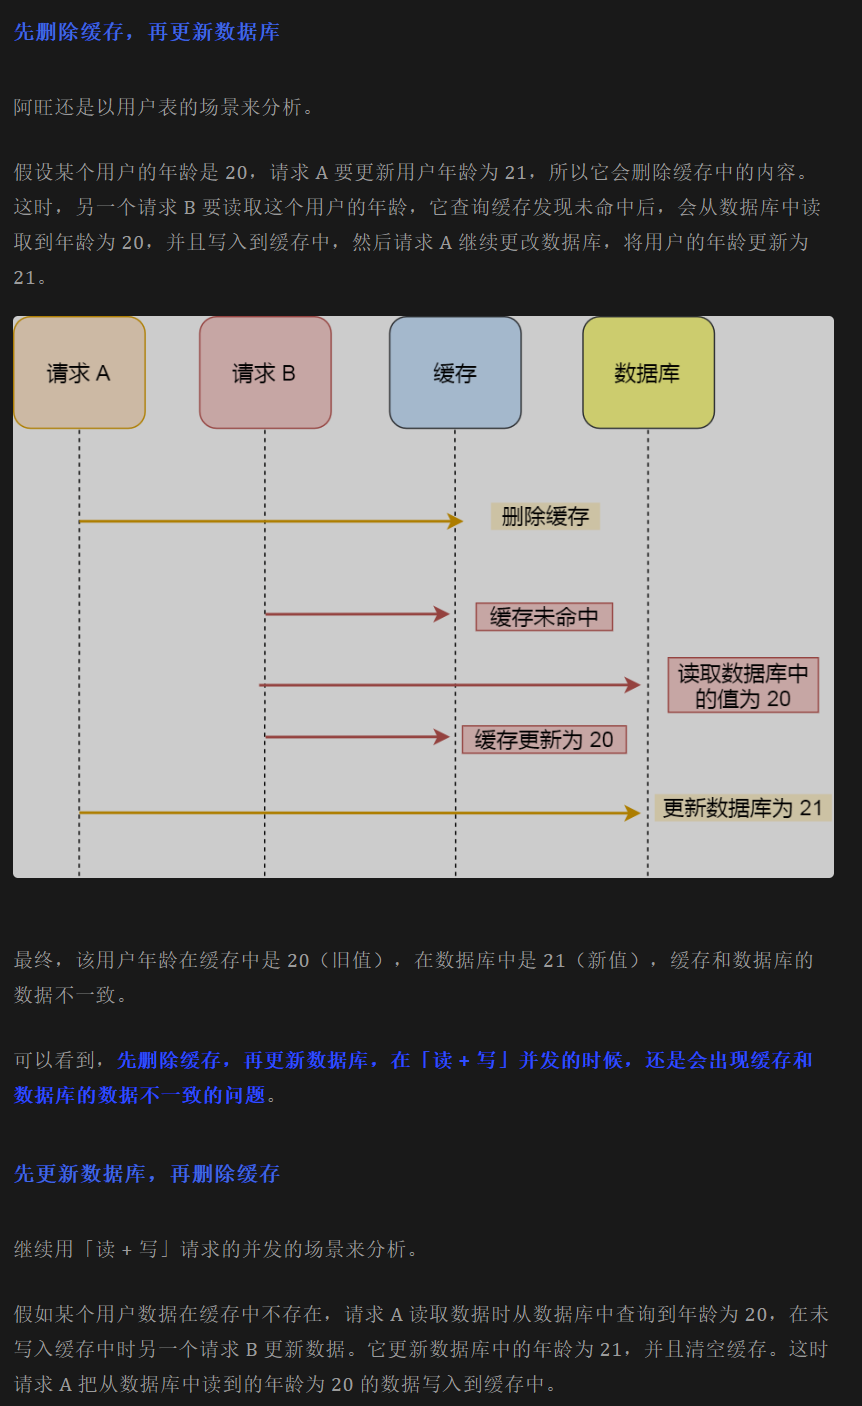 先删除缓存，再更新数据库
阿旺还是以用户表的场景来分析。
假设某个用户的年龄是 20，请求 A 要更新用户年龄为 21，所以它会删除缓存中的内容。
这时，另一个请求 B 要读取这个用户的年龄，它查询缓存发现未命中后，会从数据库中读
取到年龄为 20，并且写入到缓存中，然后请求 A 继续更改数据库，将用户的年龄更新为
21。
请求 A
请求 B
缓存
数据库
删除缓存
缓存未命中
读取数据库中
的值为 20
缓存更新为 20
更新数据库为 21
最终，该用户年龄在缓存中是 20（旧值），在数据库中是 21（新值），缓存和数据库的
数据不一致。
可以看到，先删除缓存，再更新数据库，在「读 + 写」并发的时候，还是会出现缓存和
数据库的数据不一致的问题。
先更新数据库，再删除缓存
继续用「读 + 写」请求的并发的场景来分析。
假如某个用户数据在缓存中不存在，请求 A 读取数据时从数据库中查询到年龄为 20，在未
写入缓存中时另一个请求 B 更新数据。它更新数据库中的年龄为 21，并且清空缓存。这时
请求 A 把从数据库中读到的年龄为 20 的数据写入到缓存中。